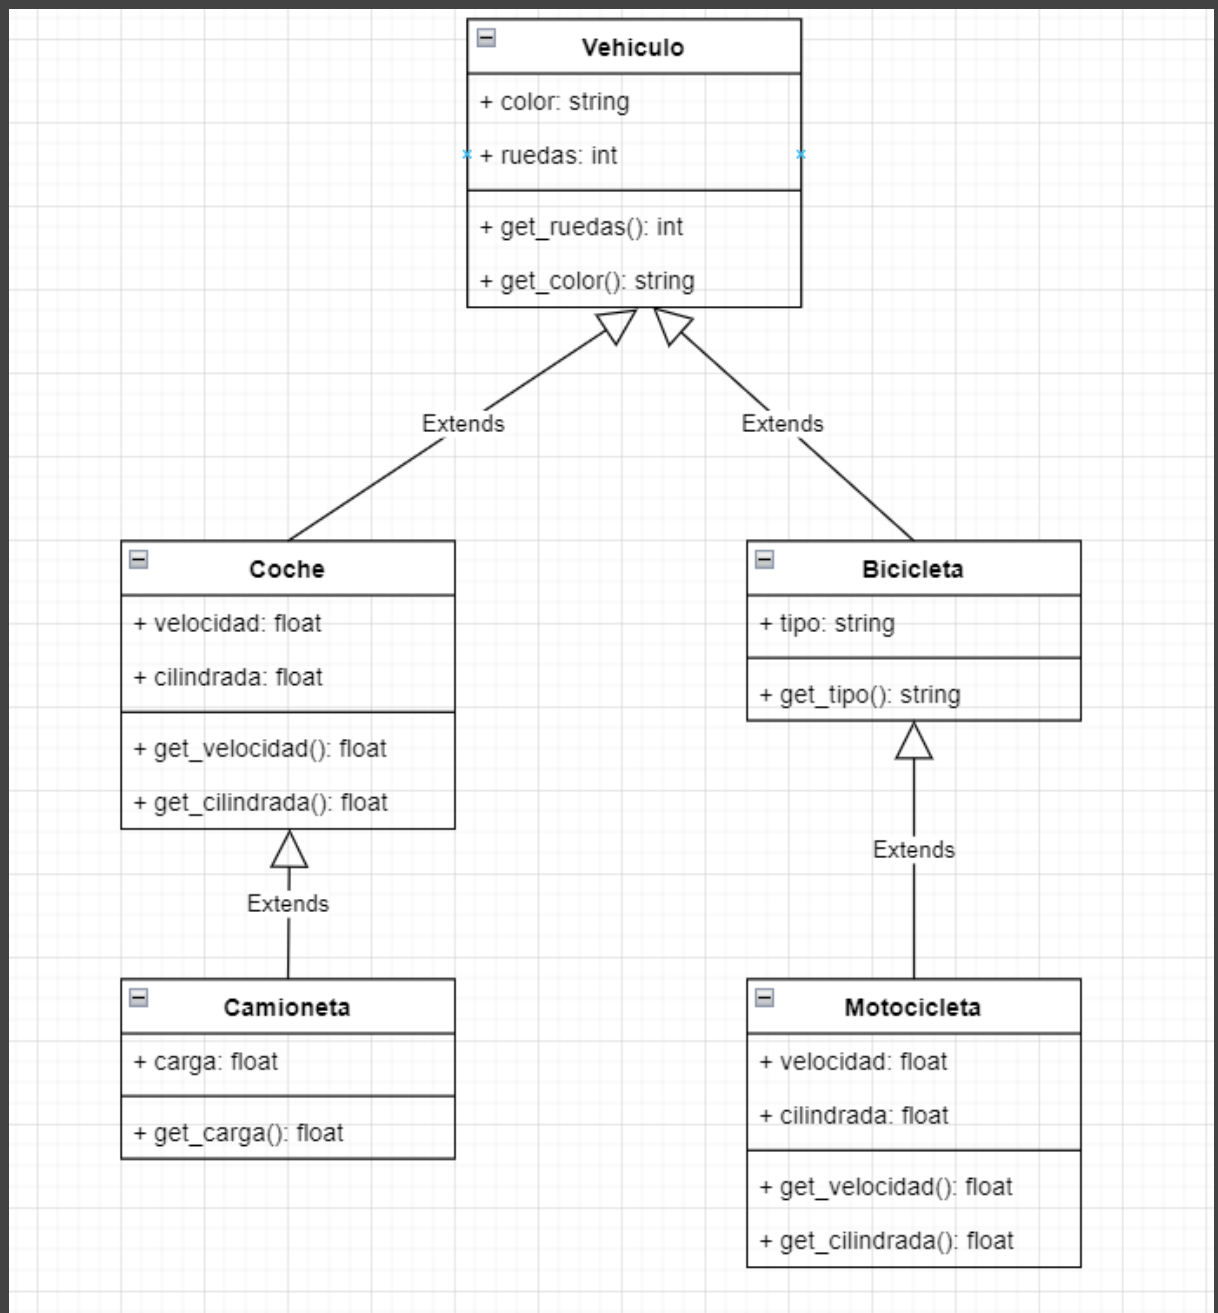 Vehiculo
+ color: string
+ ruedas: int
+ get_ruedas(): int
+ get_color(): string
Extends
Extends
Coche
+ velocidad: float
+ cilindrada: float
+ get_velocidad(): float
+ get_cilindrada(): float
Bicicleta
+ tipo: string
+ get_tipo(): string
Extends
Extends
Camioneta
+ carga: float
+ get_carga(): float
Motocicleta
+ velocidad: float
+ cilindrada: float
+ get_velocidad(): float
+ get_cilindrada(): float